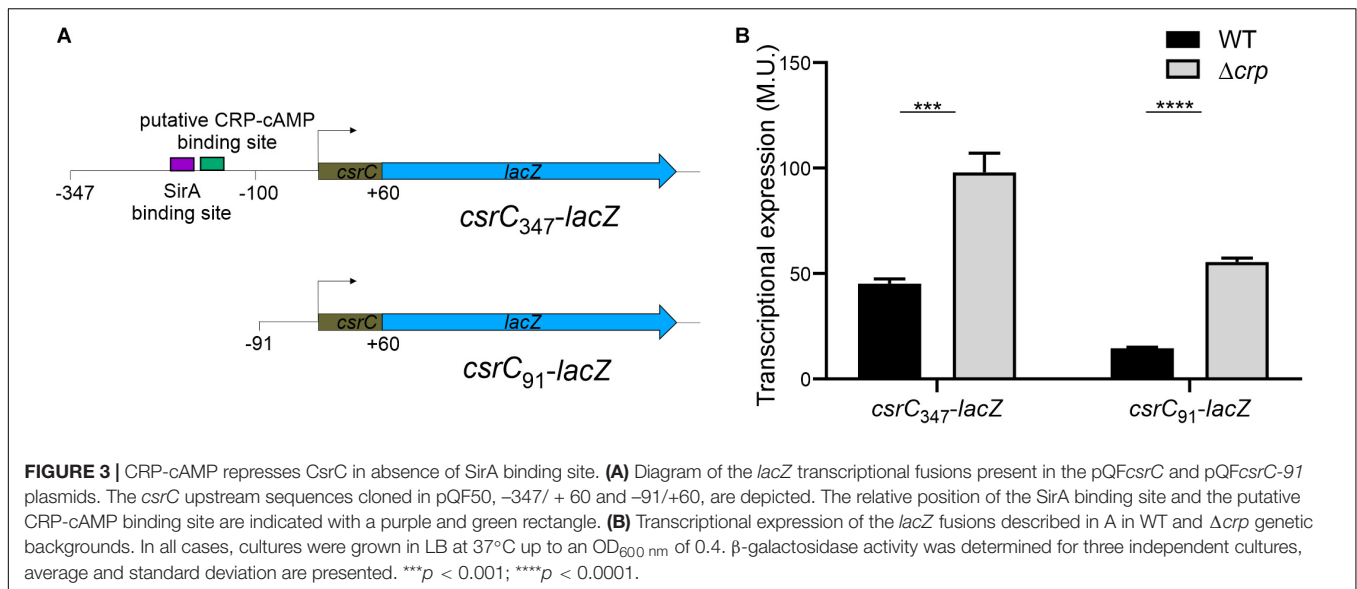 A
putative CRP-cAMP
binding site
csrC
lacZ
-347
SirA
binding site
-100
+60
csrC347-lacZ
csrC
lacZ
-91
+60
csrC91-lacZ
B
WT
Δcrp
Transcriptional expression (M.U.)
150
100
50
0
***
****
csrC347-lacZ
csrC91-lacZ
FIGURE 3 | CRP-cAMP represses CsrC in absence of SirA binding site. (A) Diagram of the lacZ transcriptional fusions present in the pQFcsrC and pQFcsrC-91
plasmids. The csrC upstream sequences cloned in pQF50, –347/ + 60 and –91/+60, are depicted. The relative position of the SirA binding site and the putative
CRP-cAMP binding site are indicated with a purple and green rectangle. (B) Transcriptional expression of the lacZ fusions described in A in WT and Δcrp genetic
backgrounds. In all cases, cultures were grown in LB at 37°C up to an OD600 nm of 0.4. β-galactosidase activity was determined for three independent cultures,
average and standard deviation are presented. ***p < 0.001; ****p < 0.0001.